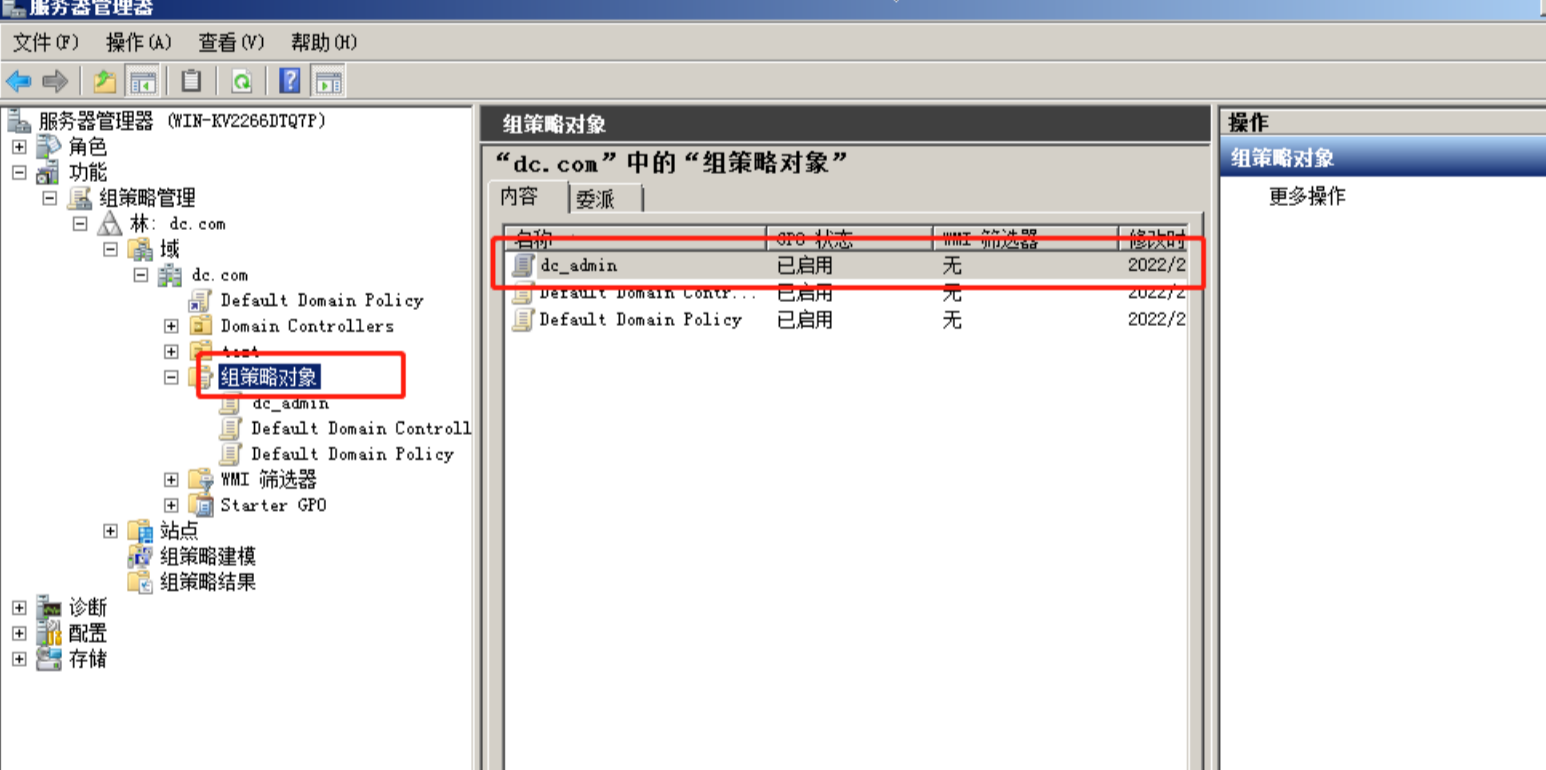 服务器管理器
文件(F) 操作(A) 查看(V) 帮助(H)
服务器管理器 (WIN-KV2266DTQ7P)
角色
功能
组策略管理
林: dc.com
域
dc.com
Default Domain Policy
Domain Controllers
test
组策略对象
dc_admin
Default Domain Controll
Default Domain Policy
WMI 筛选器
Starter GPO
站点
组策略建模
组策略结果
诊断
配置
存储
组策略对象
“dc.com”中的“组策略对象”
内容 委派
名称 GPO 状态 WMI 筛选器 修改时
dc_admin 已启用 无 2022/2
Default Domain Contr... 已启用 无 2022/2
Default Domain Policy 已启用 无 2022/2
操作
组策略对象
更多操作